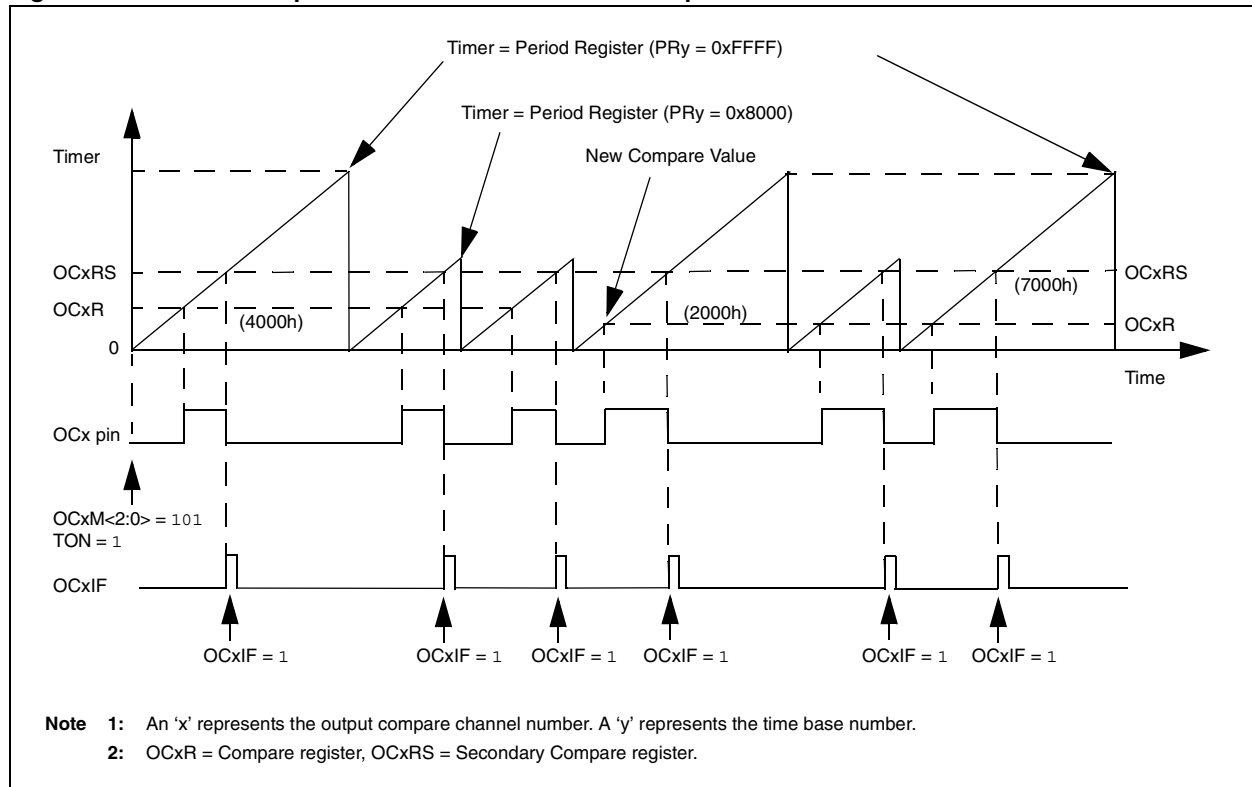 Timer = Period Register (PRy = 0xFFFF)
Timer = Period Register (PRy = 0x8000)
New Compare Value
Timer
OCxRS
OCxR
0
(4000h)
(2000h)
(7000h)
OCxRS
OCxR
Time
OCx pin
OCxM<2:0> = 101
TON = 1
OCxIF
OCxIF = 1
OCxIF = 1
OCxIF = 1
OCxIF = 1
OCxIF = 1
OCxIF = 1
Note 1: An ‘x’ represents the output compare channel number. A ‘y’ represents the time base number.
2: OCxR = Compare register, OCxRS = Secondary Compare register.